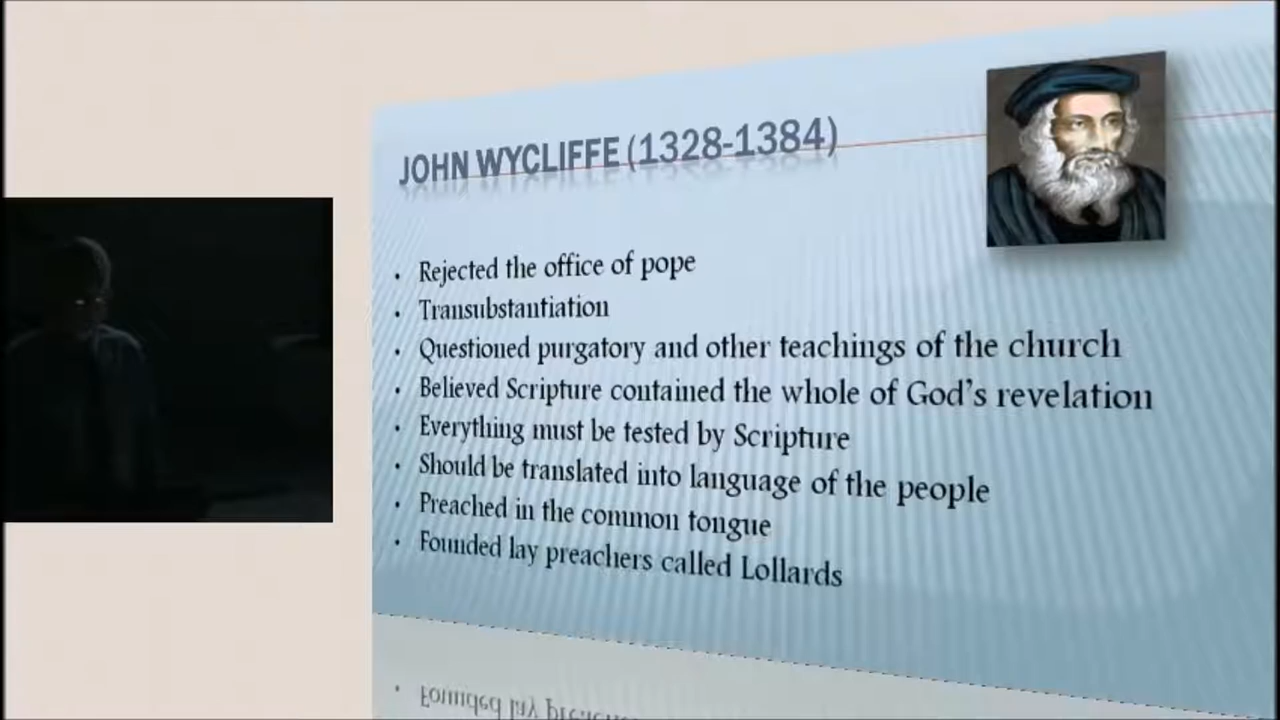 JOHN WYCLIFFE (1328-1384)
• Rejected the office of pope
• Transubstantiation
• Questioned purgatory and other teachings of the church
• Believed Scripture contained the whole of God's revelation
• Everything must be tested by Scripture
• Should be translated into language of the people
• Preached in the common tongue
• Founded lay preachers called Lollards